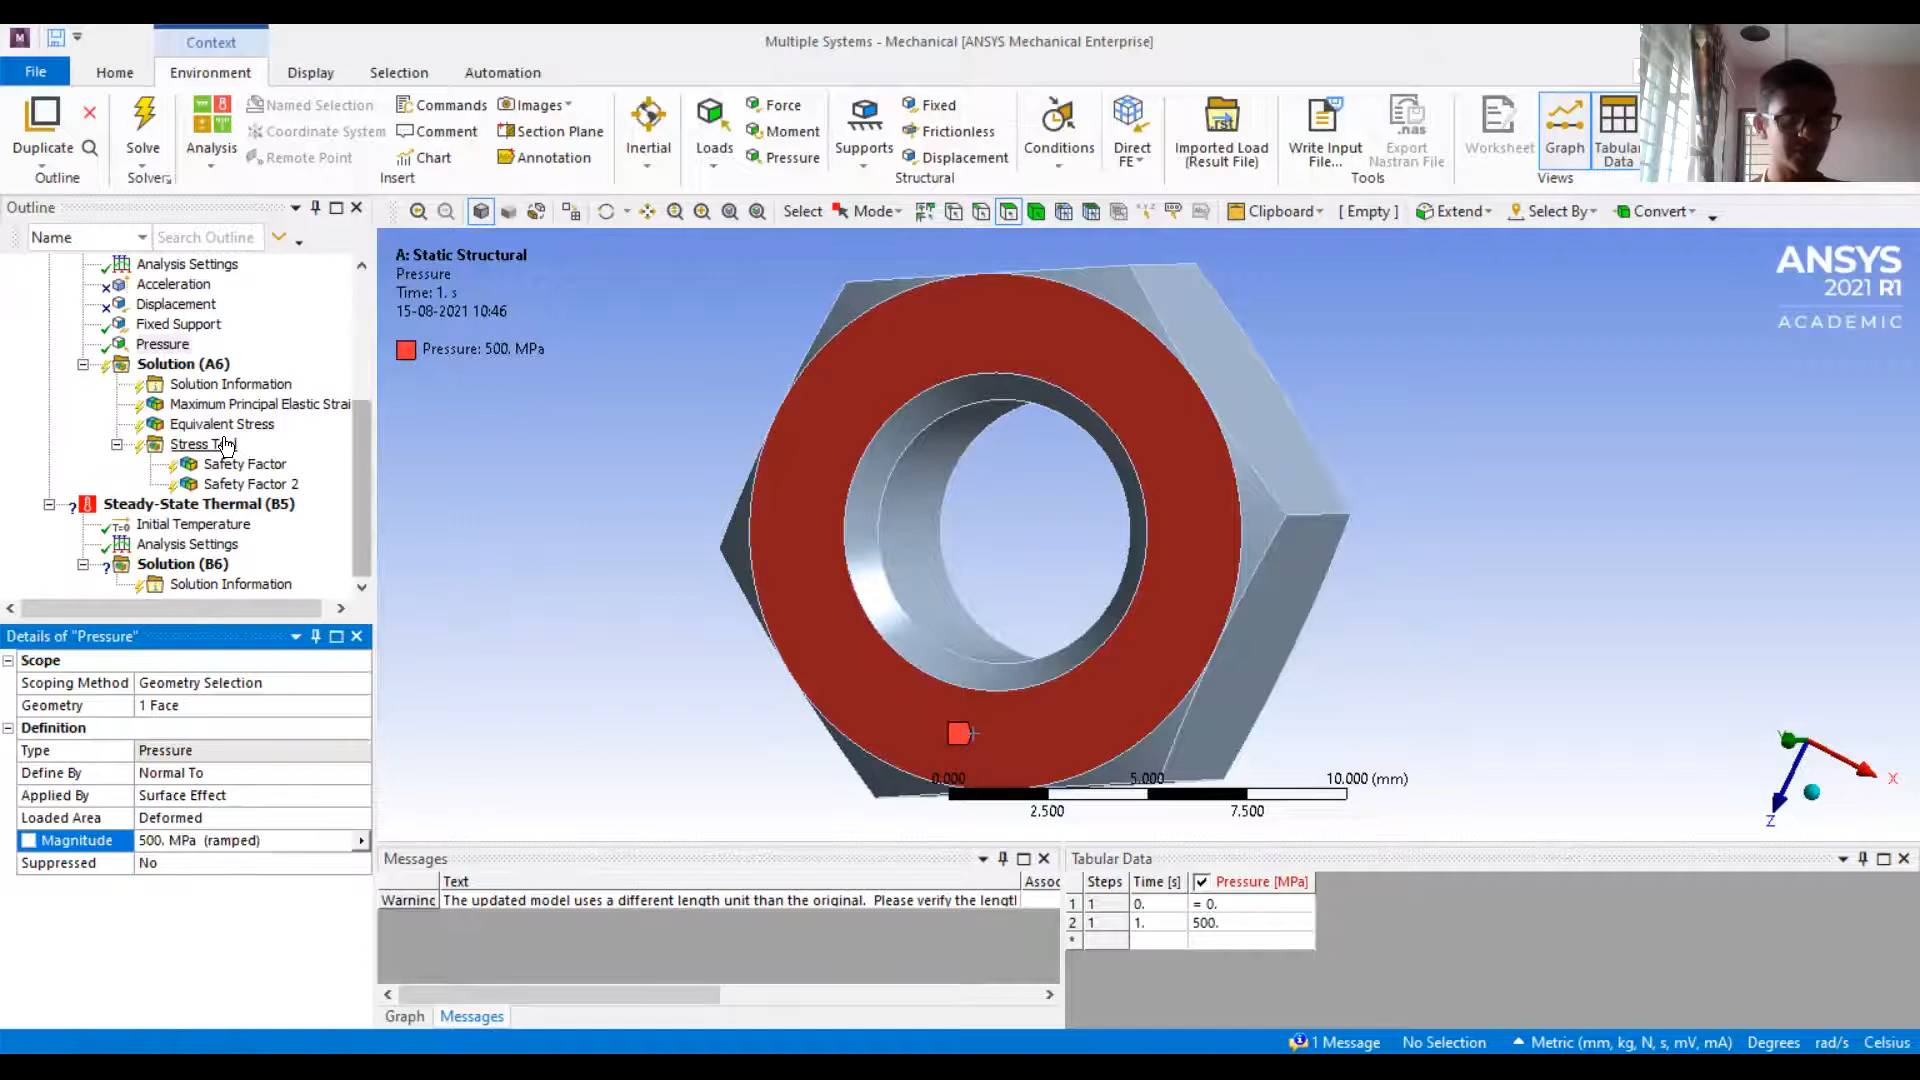 M
Context
Multiple Systems - Mechanical [ANSYS Mechanical Enterprise]
File
Home
Environment
Display
Selection
Automation
Duplicate
Outline
Solve
Solver
Analysis
Named Selection
Coordinate System
Remote Point
Commands
Comment
Chart
Images
Section Plane
Annotation
Insert
Inertial
Loads
Force
Moment
Pressure
Supports
Fixed
Frictionless
Displacement
Structural
Conditions
Direct
FE
Imported Load
(Result File)
Write Input
File...
Export
Nastran File
Tools
Worksheet
Graph
Tabular
Data
Views
Outline
Name
Search Outline
Select
Mode
Clipboard
[ Empty ]
Extend
Select By
Convert
Analysis Settings
Acceleration
Displacement
Fixed Support
Pressure
Solution (A6)
Solution Information
Maximum Principal Elastic Strai
Equivalent Stress
Stress
Safety Factor
Safety Factor 2
Steady-State Thermal (B5)
Initial Temperature
Analysis Settings
Solution (B6)
Solution Information
Details of "Pressure"
Scope
Scoping Method Geometry Selection
Geometry 1 Face
Definition
Type Pressure
Define By Normal To
Applied By Surface Effect
Loaded Area Deformed
Magnitude 500. MPa (ramped)
Suppressed No
A: Static Structural
Pressure
Time: 1. s
15-08-2021 10:46
Pressure: 500. MPa
ANSYS
2021 R1
ACADEMIC
0.000 5.000 10.000 (mm)
2.500 7.500
X
Z
Messages
Text Assoc
Warning The updated model uses a different length unit than the original. Please verify the lengt
Graph Messages
Tabular Data
Steps Time [s] Pressure [MPa]
1 1 0. = 0.
2 1 1. 500.
*
1 Message No Selection Metric (mm, kg, N, s, mV, mA) Degrees rad/s Celsius